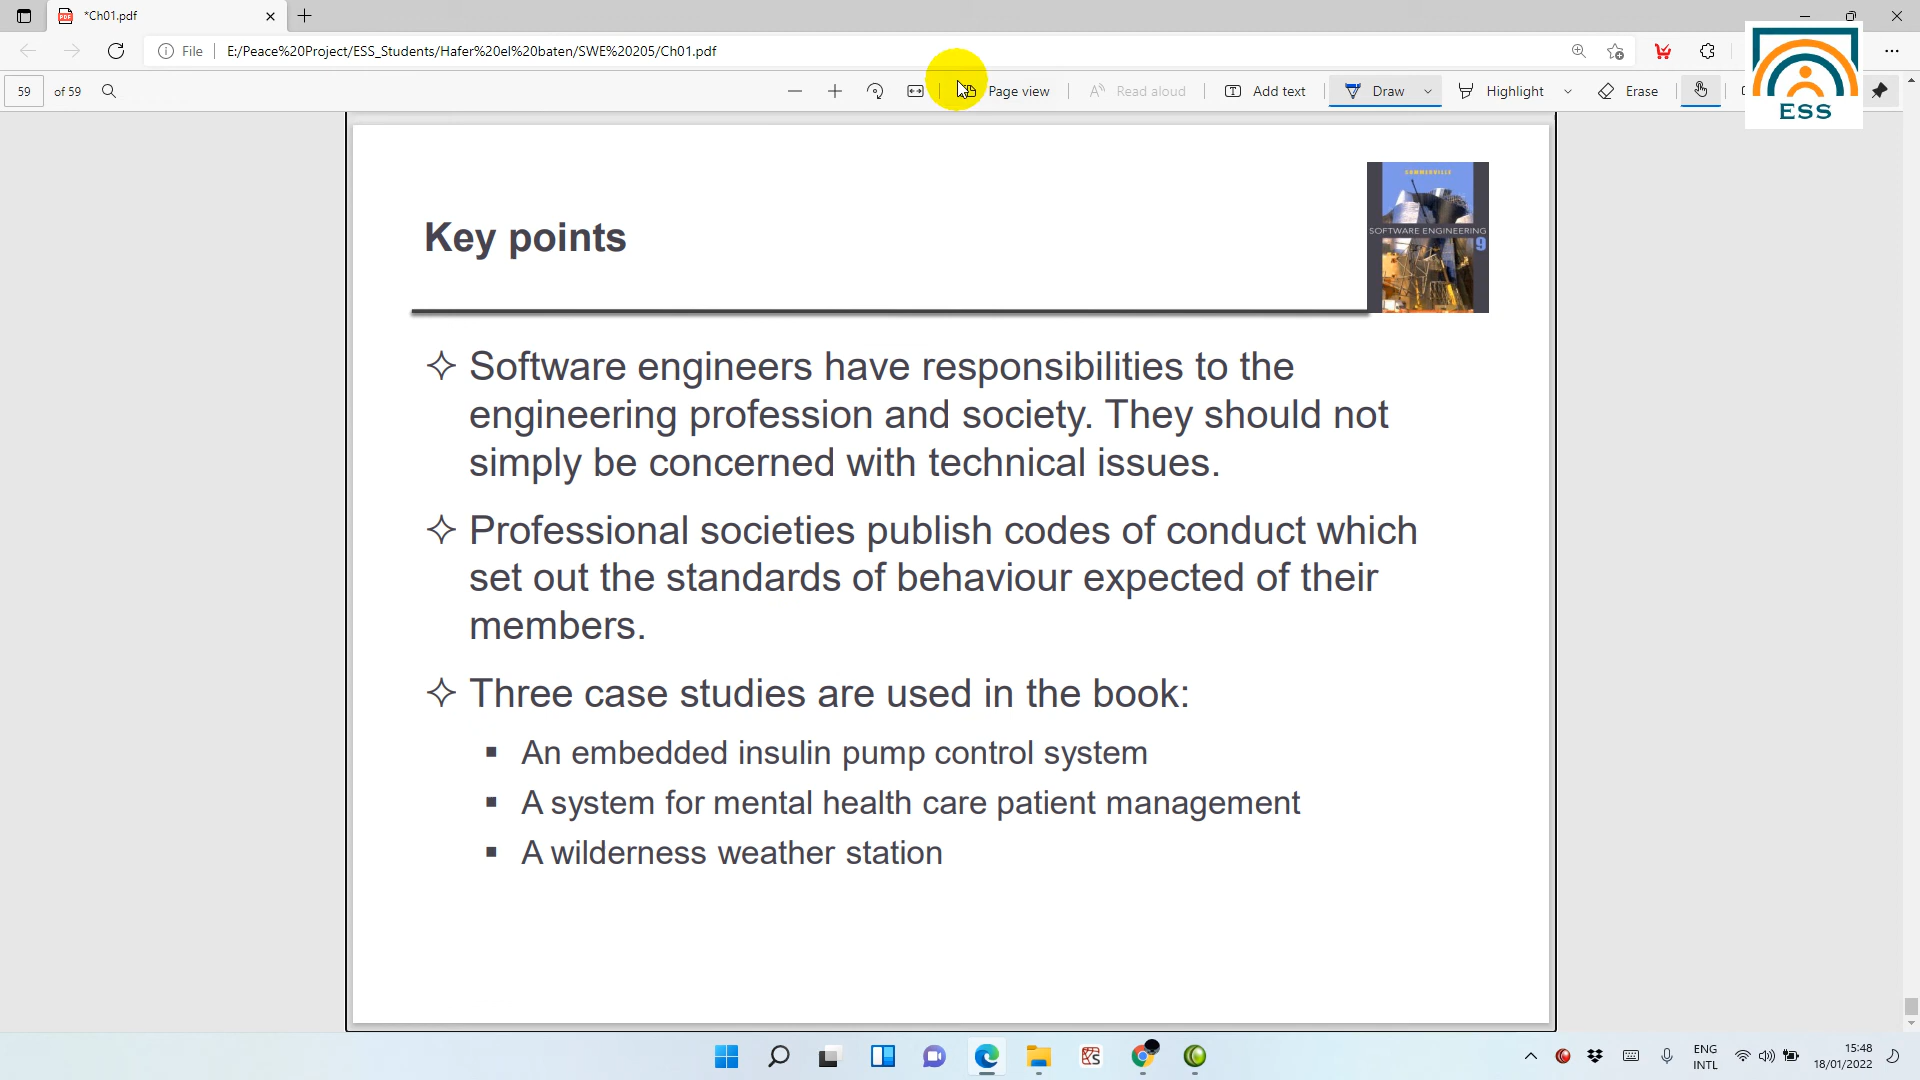 *Ch01.pdf
File
E:/Peace%20Project/ESS_Students/Hafer%20el%20baten/SWE%20205/Ch01.pdf
59 of 59
Page view
Read aloud
Add text
Draw
Highlight
Erase
ESS
Key points
SOMMERVILLE
SOFTWARE ENGINEERING
9
Software engineers have responsibilities to the
engineering profession and society. They should not
simply be concerned with technical issues.
Professional societies publish codes of conduct which
set out the standards of behaviour expected of their
members.
Three case studies are used in the book:
An embedded insulin pump control system
A system for mental health care patient management
A wilderness weather station
ENG
INTL
15:48
18/01/2022